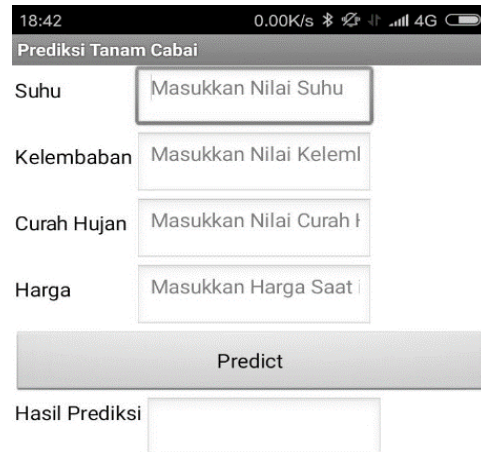 18:42 0.00K/s 4G
Prediksi Tanam Cabai
Suhu Masukkan Nilai Suhu
Kelembaban Masukkan Nilai Keleml
Curah Hujan Masukkan Nilai Curah
Harga Masukkan Harga Saat
Predict
Hasil Prediksi